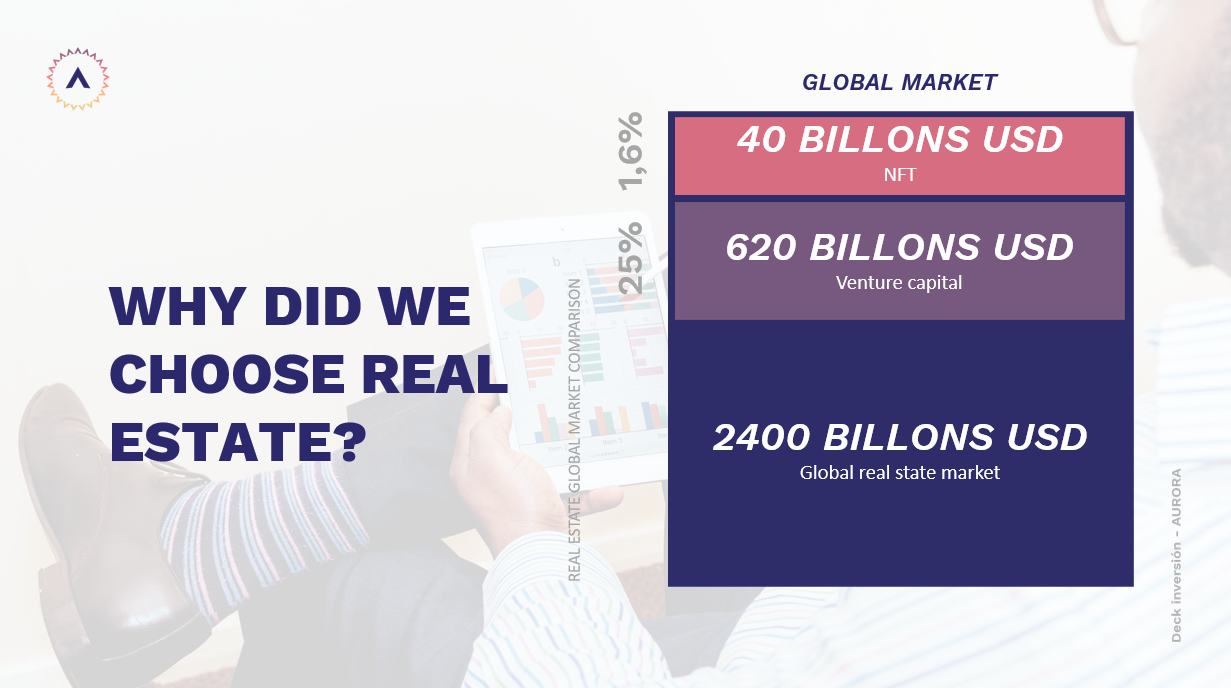 WHY DID WE
CHOOSE REAL
ESTATE?
REAL ESTATE GLOBAL MARKET COMPARISON
GLOBAL MARKET
1,6%
40 BILLONS USD
NFT
25%
620 BILLONS USD
Venture capital
2400 BILLONS USD
Global real state market
Deck inversión - AURORA